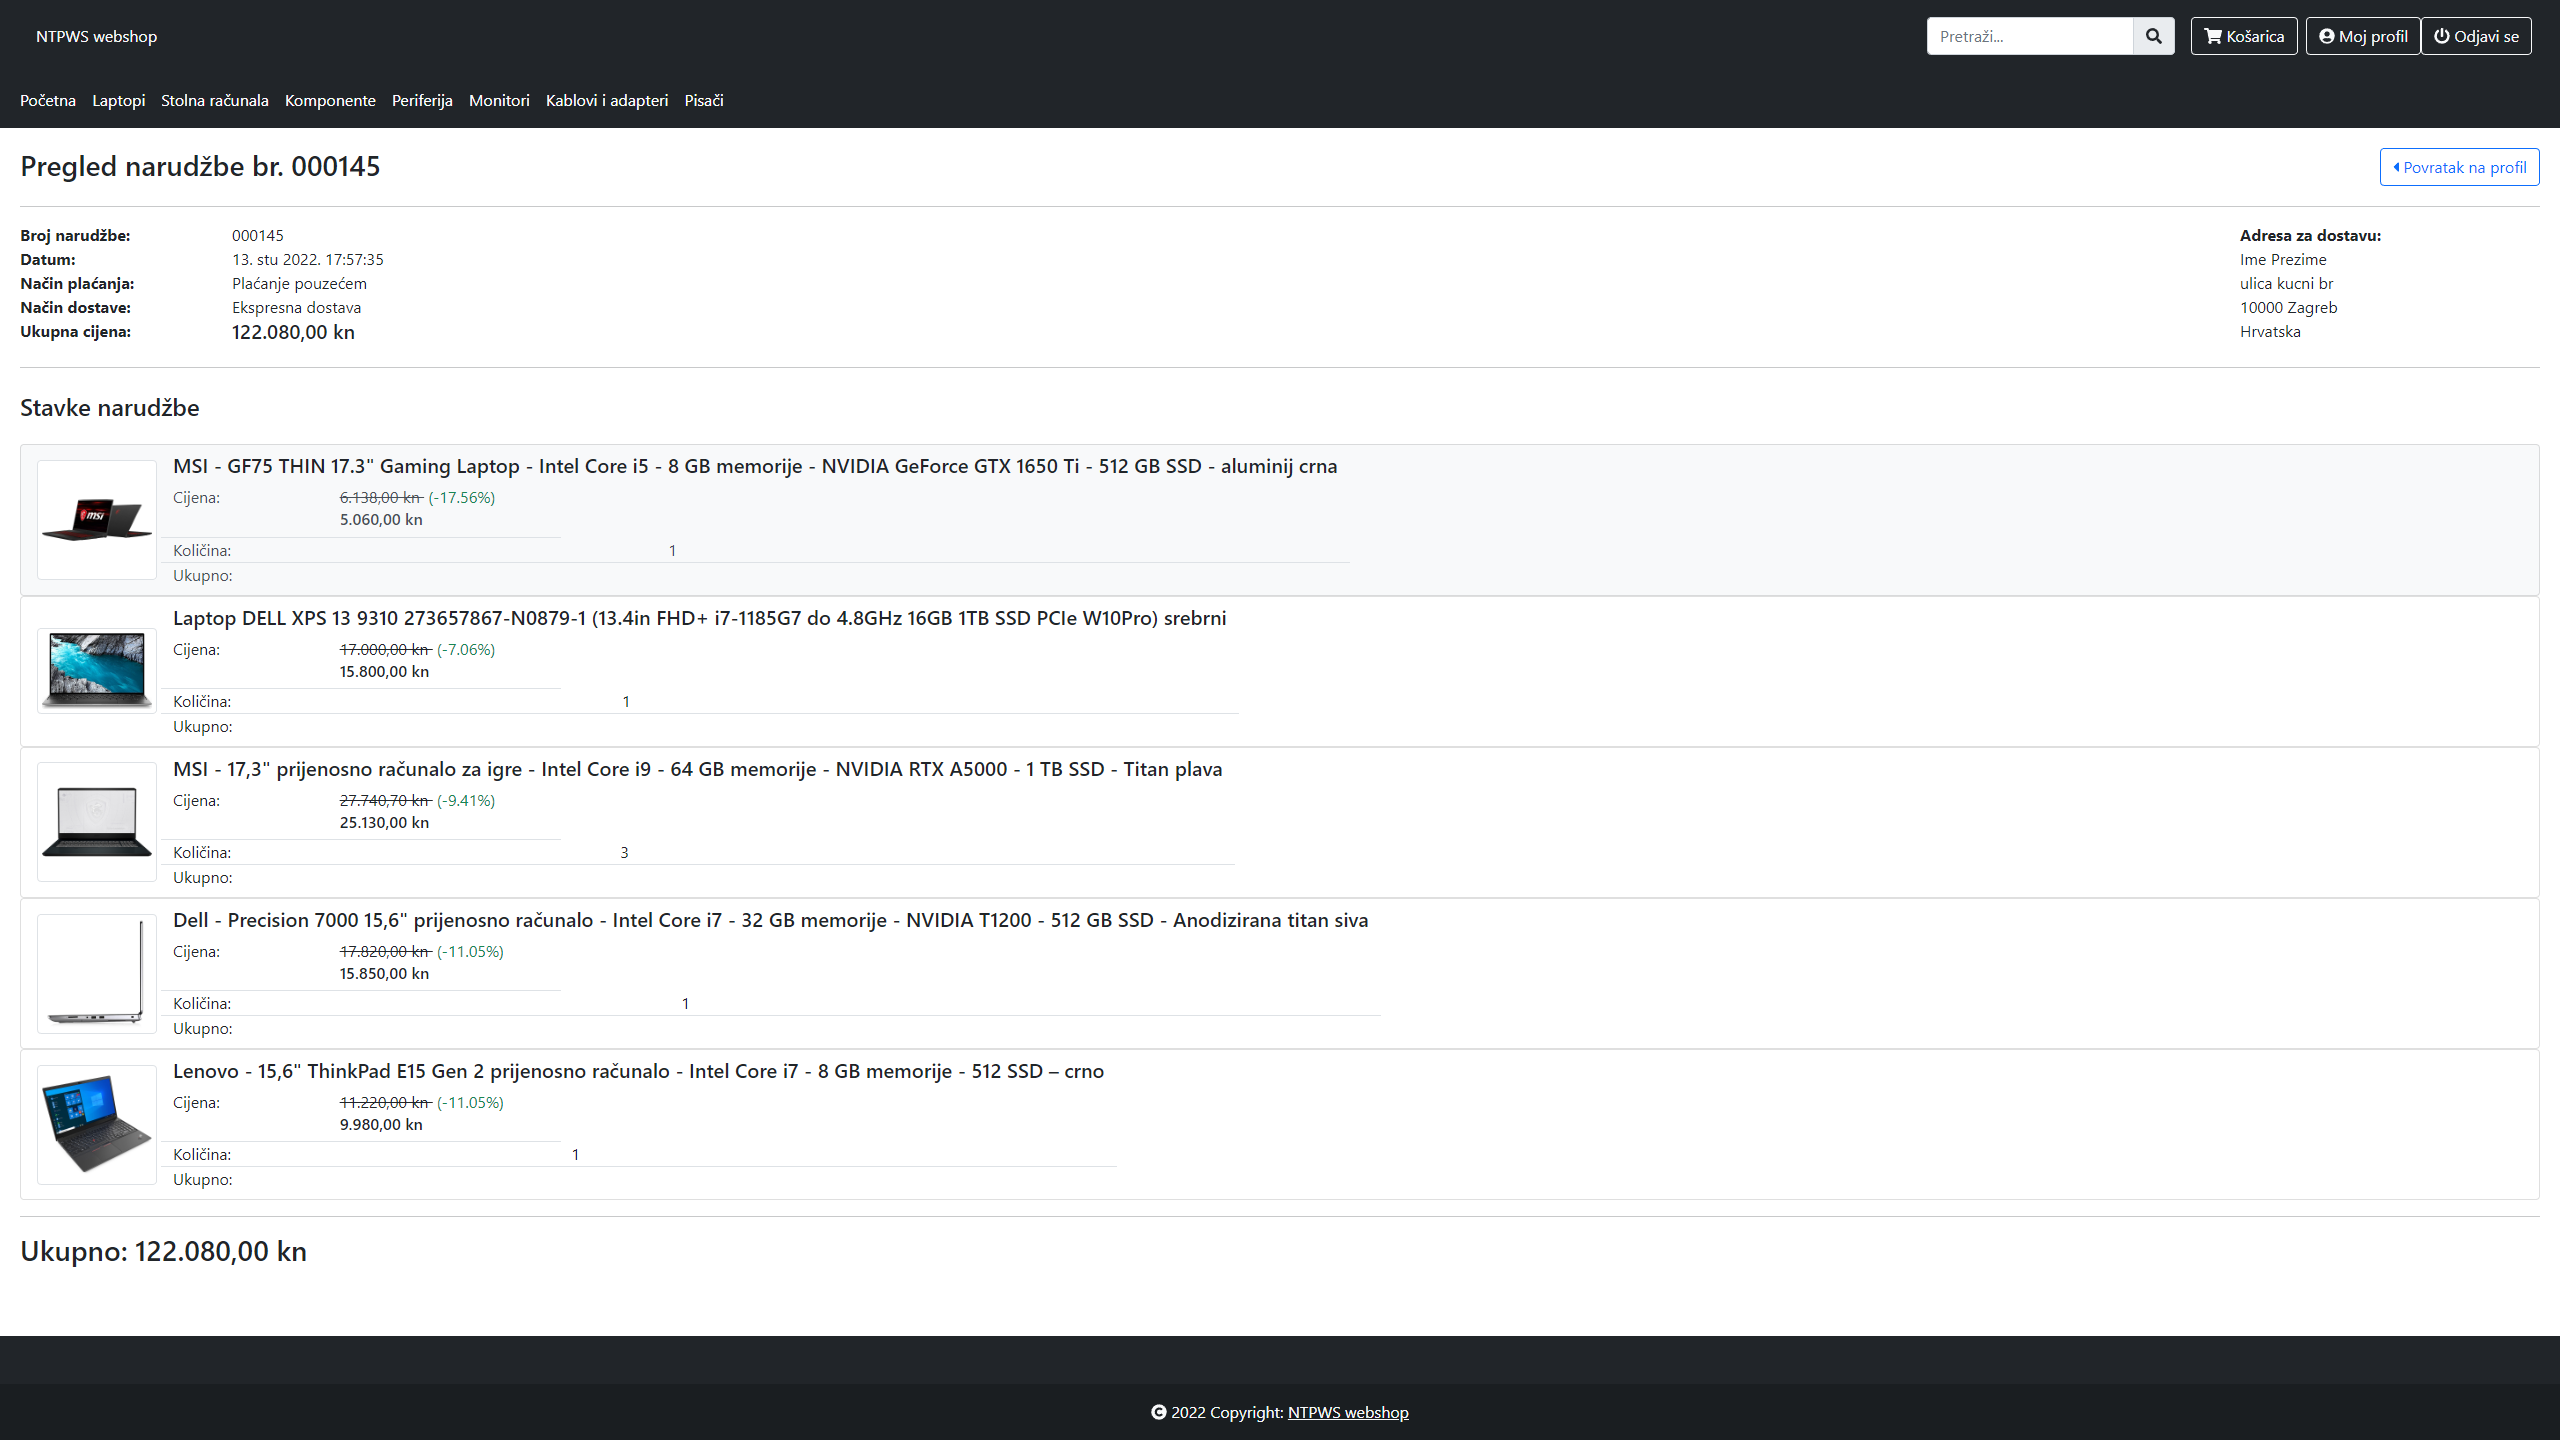 NTPWS webshop
Pretraži...
Košarica
Moj profil
Odjavi se
Početna Laptopi Stolna računala Komponente Periferija Monitori Kablovi i adapteri Pisači
Pregled narudžbe br. 000145
Povratak na profil
Broj narudžbe: 000145
Datum: 13. stu 2022. 17:57:35
Način plaćanja: Plaćanje pouzećem
Način dostave: Ekspresna dostava
Ukupna cijena: 122.080,00 kn
Adresa za dostavu:
Ime Prezime
ulica kucni br
10000 Zagreb
Hrvatska
Stavke narudžbe
msi
MSI - GF75 THIN 17.3" Gaming Laptop - Intel Core i5 - 8 GB memorije - NVIDIA GeForce GTX 1650 Ti - 512 GB SSD - aluminij crna
Cijena: 6.138,00 kn (-17.56%)
5.060,00 kn
Količina: 1
Ukupno:
Laptop DELL XPS 13 9310 273657867-N0879-1 (13.4in FHD+ i7-1185G7 do 4.8GHz 16GB 1TB SSD PCIe W10Pro) srebrni
Cijena: 17.000,00 kn (-7.06%)
15.800,00 kn
Količina: 1
Ukupno:
MSI - 17,3" prijenosno računalo za igre - Intel Core i9 - 64 GB memorije - NVIDIA RTX A5000 - 1 TB SSD - Titan plava
Cijena: 27.740,70 kn (-9.41%)
25.130,00 kn
Količina: 3
Ukupno:
Dell - Precision 7000 15,6" prijenosno računalo - Intel Core i7 - 32 GB memorije - NVIDIA T1200 - 512 GB SSD - Anodizirana titan siva
Cijena: 17.820,00 kn (-11.05%)
15.850,00 kn
Količina: 1
Ukupno:
Lenovo - 15,6" ThinkPad E15 Gen 2 prijenosno računalo - Intel Core i7 - 8 GB memorije - 512 SSD – crno
Cijena: 11.220,00 kn (-11.05%)
9.980,00 kn
Količina: 1
Ukupno:
Ukupno: 122.080,00 kn
© 2022 Copyright: NTPWS webshop